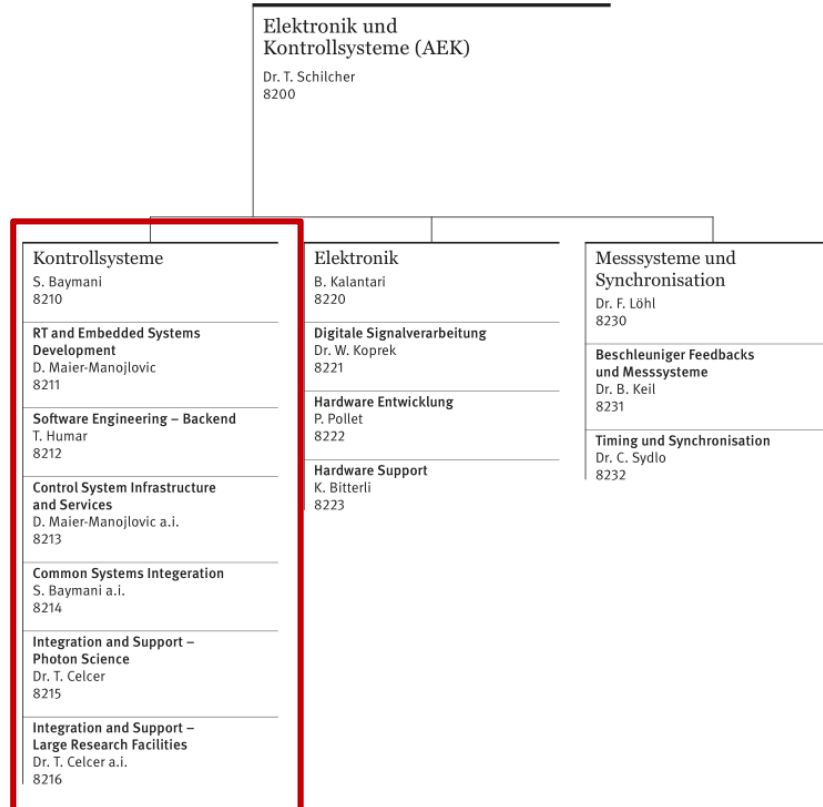 Elektronik und
Kontrollsysteme (AEK)
Dr. T. Schilcher
8200
Kontrollsysteme
S. Baymani
8210
RT and Embedded Systems
Development
D. Maier-Manojlovic
8211
Software Engineering – Backend
T. Humar
8212
Control System Infrastructure
and Services
D. Maier-Manojlovic a.i.
8213
Common Systems Integeration
S. Baymani a.i.
8214
Integration and Support –
Photon Science
Dr. T. Celcer
8215
Integration and Support –
Large Research Facilities
Dr. T. Celcer a.i.
8216
Elektronik
B. Kalantari
8220
Digitale Signalverarbeitung
Dr. W. Koprek
8221
Hardware Entwicklung
P. Pollet
8222
Hardware Support
K. Bitterli
8223
Messsysteme und
Synchronisation
Dr. F. Löhl
8230
Beschleuniger Feedbacks
und Messsysteme
Dr. B. Keil
8231
Timing und Synchronisation
Dr. C. Sydlo
8232